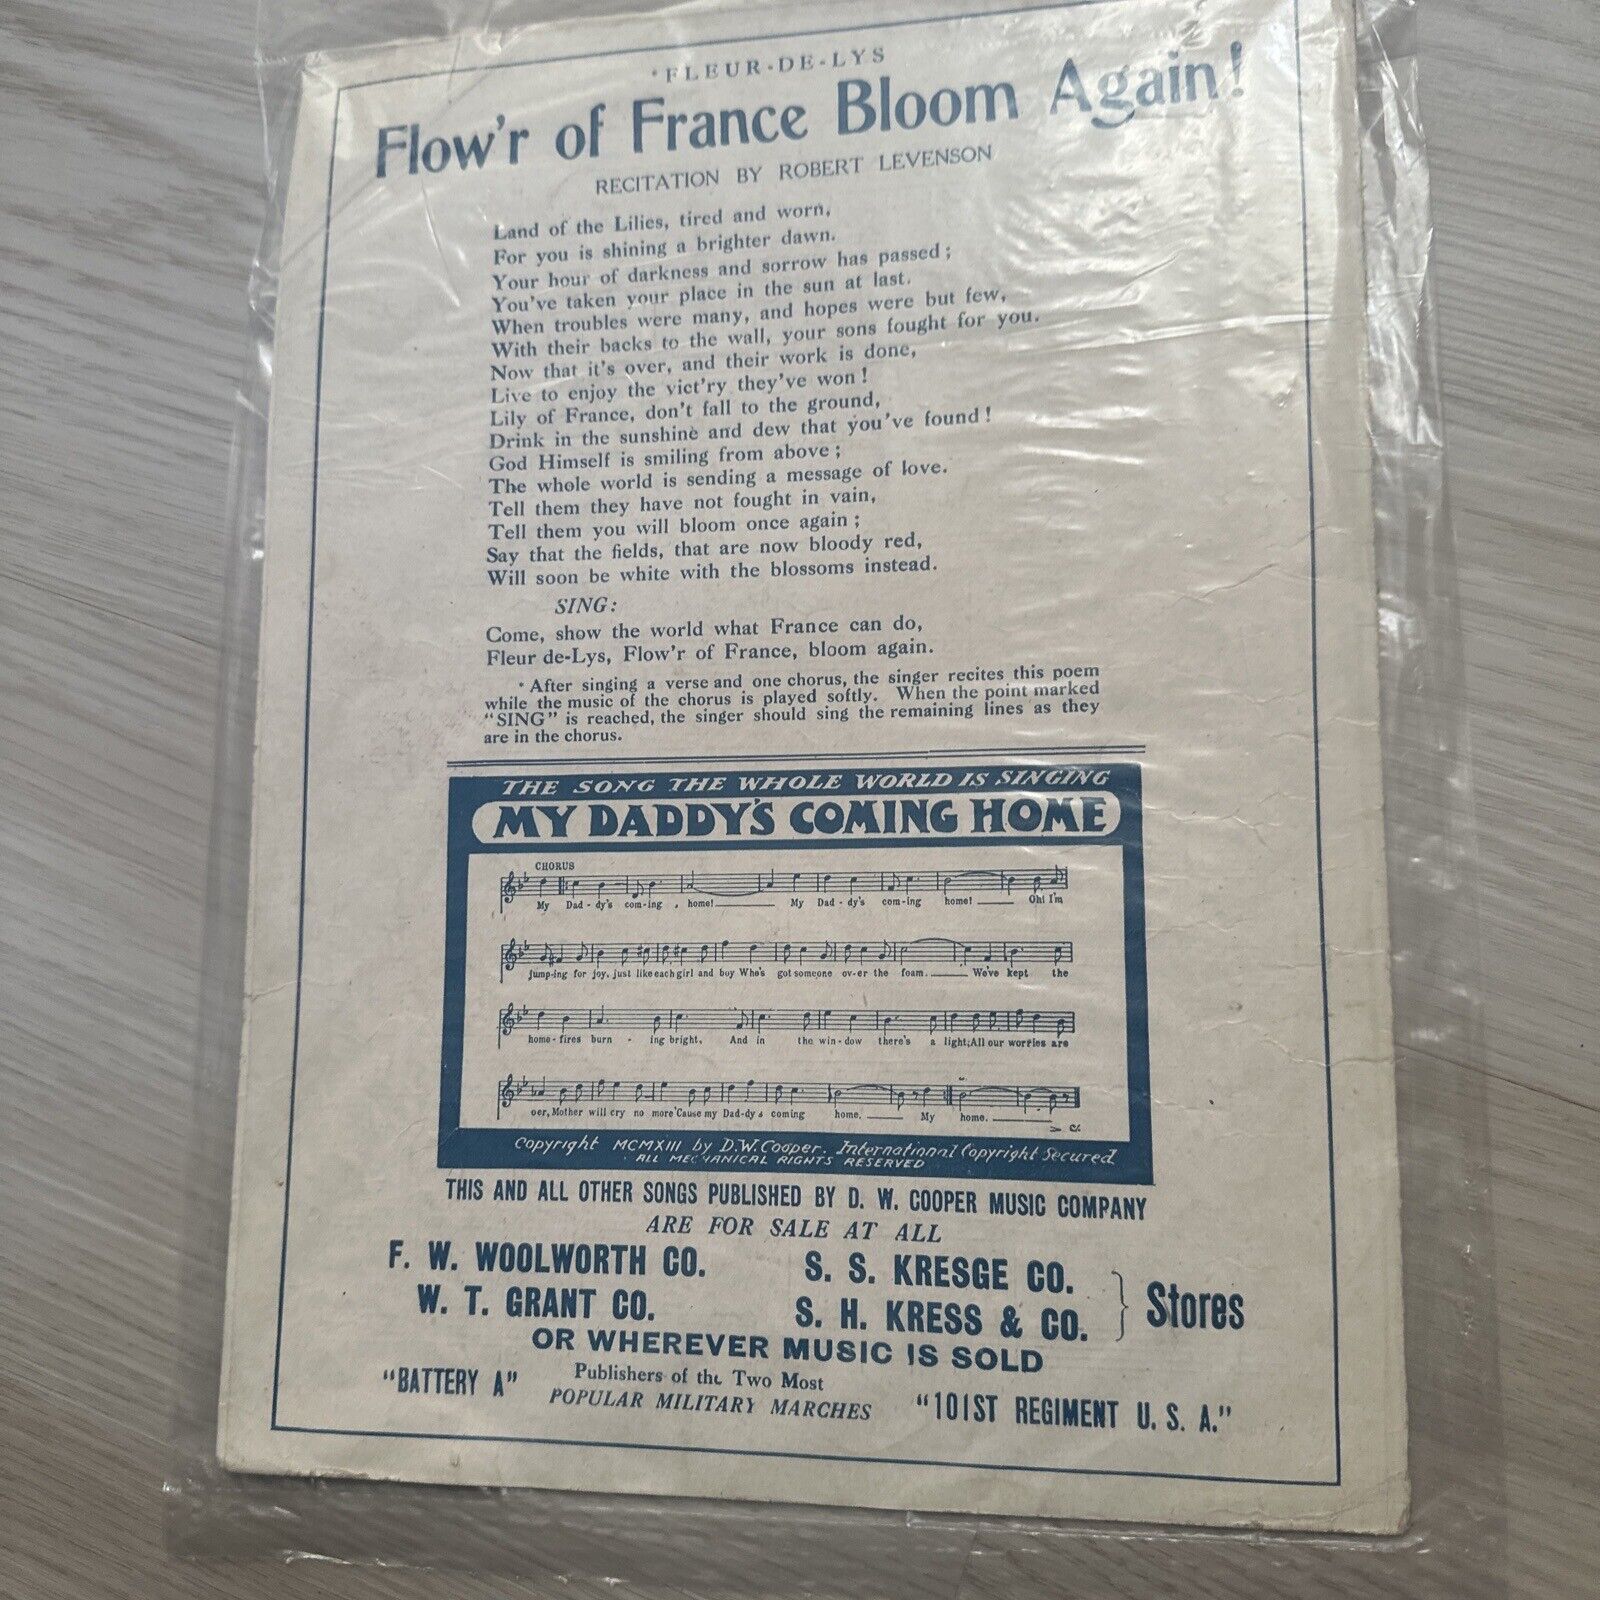 *FLEUR-DE-LYS
Flow'r of France Bloom Again!
RECITATION BY ROBERT LEVENSON
Land of the Lilies, tired and worn,
For you is shining a brighter dawn.
Your hour of darkness and sorrow has passed;
You've taken your place in the sun at last.
When troubles were many, and hopes were but few,
With their backs to the wall, your sons fought for you.
Now that it's over, and their work is done,
Live to enjoy the vict'ry they've won!
Lily of France, don't fall to the ground,
Drink in the sunshine and dew that you've found!
God Himself is smiling from above;
The whole world is sending a message of love.
Tell them they have not fought in vain,
Tell them you will bloom once again;
Say that the fields, that are now bloody red,
Will soon be white with the blossoms instead.
SING:
Come, show the world what France can do,
Fleur de-Lys, Flow'r of France, bloom again.
* After singing a verse and one chorus, the singer recites this poem
while the music of the chorus is played softly. When the point marked
"SING" is reached, the singer should sing the remaining lines as they
are in the chorus.
THE SONG THE WHOLE WORLD IS SINGING
MY DADDY'S COMING HOME
CHORUS
My Dad-dy's com-ing home! My Dad-dy's com-ing home! Oh! I'm
jump-ing for joy, just like each girl and boy Who's got someone ov-er the foam. We've kept the
home-fires burn - ing bright, And in the win-dow there's a light; All our worries are
oer, Mother will cry no more 'Cause my Dad-dy's coming home. My home.
Copyright MCMXIII by D.W. Cooper. International Copyright Secured
ALL MECHANICAL RIGHTS RESERVED
THIS AND ALL OTHER SONGS PUBLISHED BY D. W. COOPER MUSIC COMPANY
ARE FOR SALE AT ALL
F. W. WOOLWORTH CO. S. S. KRESGE CO.
W. T. GRANT CO. S. H. KRESS & CO. Stores
OR WHEREVER MUSIC IS SOLD
"BATTERY A" Publishers of the Two Most
POPULAR MILITARY MARCHES "101ST REGIMENT U. S. A."